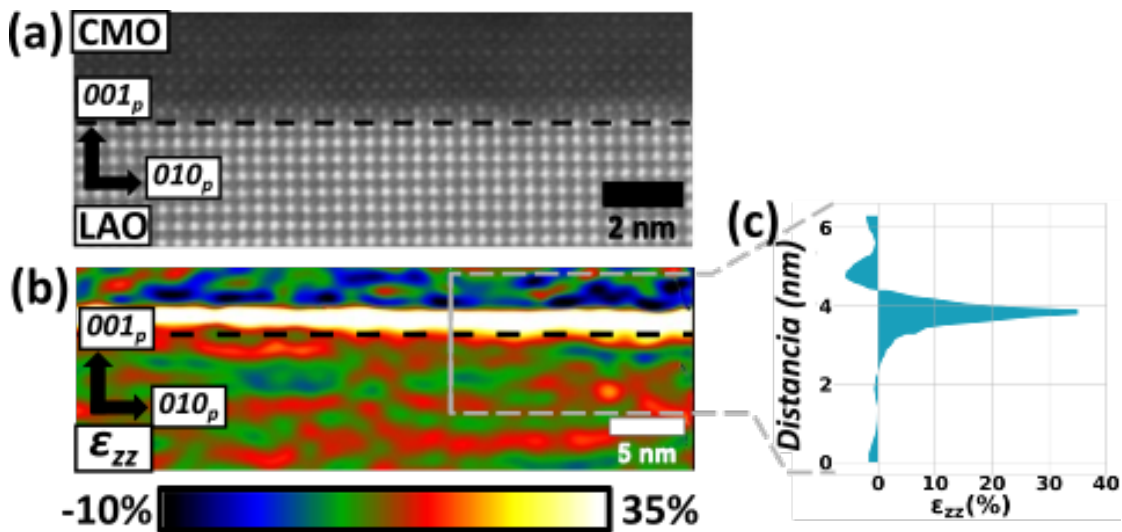 (a) CMO
001p
010p
LAO
2 nm
(b)
001p
010p
εzz
5 nm
-10% 35%
(c)
Distancia (nm)
6
4
2
0
0 10 20 30 40
εzz(%)